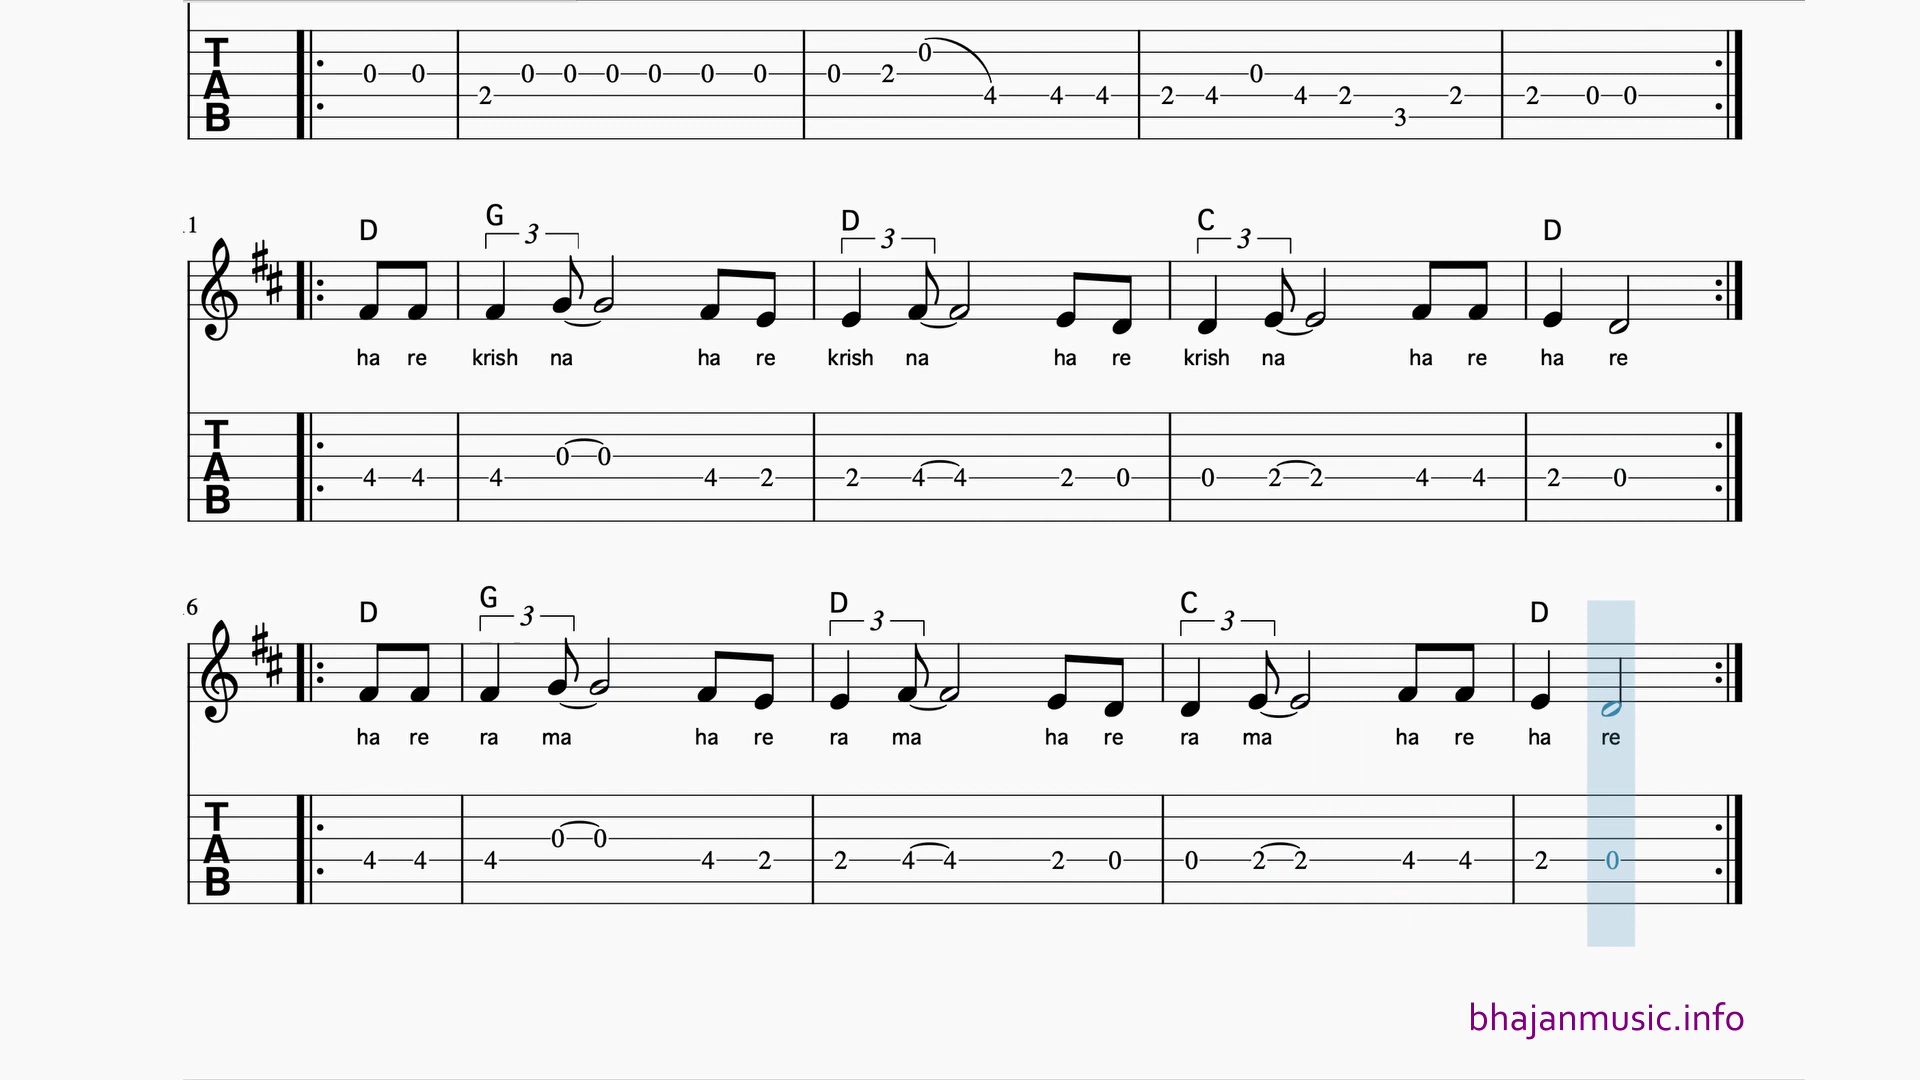 T
A
B
0 0 2 0 0 0 0 0 0 0 2 0 4 4 4 2 4 0 4 2 3 2 2 0 0
11
D G D C D
3 3 3
ha re krish na ha re krish na ha re krish na ha re ha re
T
A
B
4 4 4 0 0 4 2 2 4 4 2 0 0 2 2 4 4 2 0
6
D G D C D
3 3 3
ha re ra ma ha re ra ma ha re ra ma ha re ha re
T
A
B
4 4 4 0 0 4 2 2 4 4 2 0 0 2 2 4 4 2 0
bhajanmusic.info